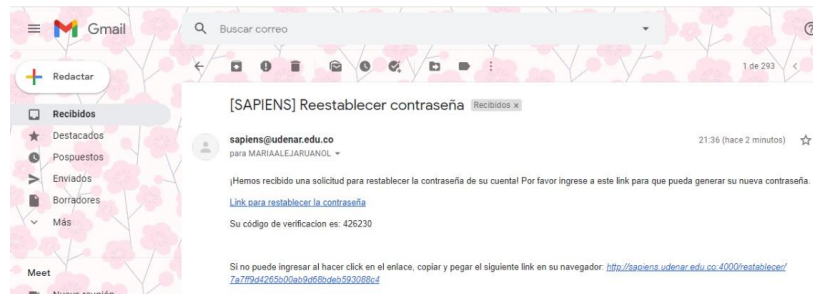 Gmail
Buscar correo
Redactar
1 de 293
[SAPIENS] Reestablecer contraseña Recibidos x
Recibidos
Destacados
Pospuestos
Enviados
Borradores
Más
Meet
sapiens@udenar.edu.co 21:36 (hace 2 minutos)
para MARIAALEJARUANOL
¡Hemos recibido una solicitud para restablecer la contraseña de su cuenta! Por favor ingrese a este link para que pueda generar su nueva contraseña.
Link para restablecer la contraseña
Su código de verificacion es: 426230
Si no puede ingresar al hacer click en el enlace, copiar y pegar el siguiente link en su navegador: http://sapiens.udenar.edu.co:4000/restablecer/
7a7ff9d4265b00ab9d68bdeb593088c4